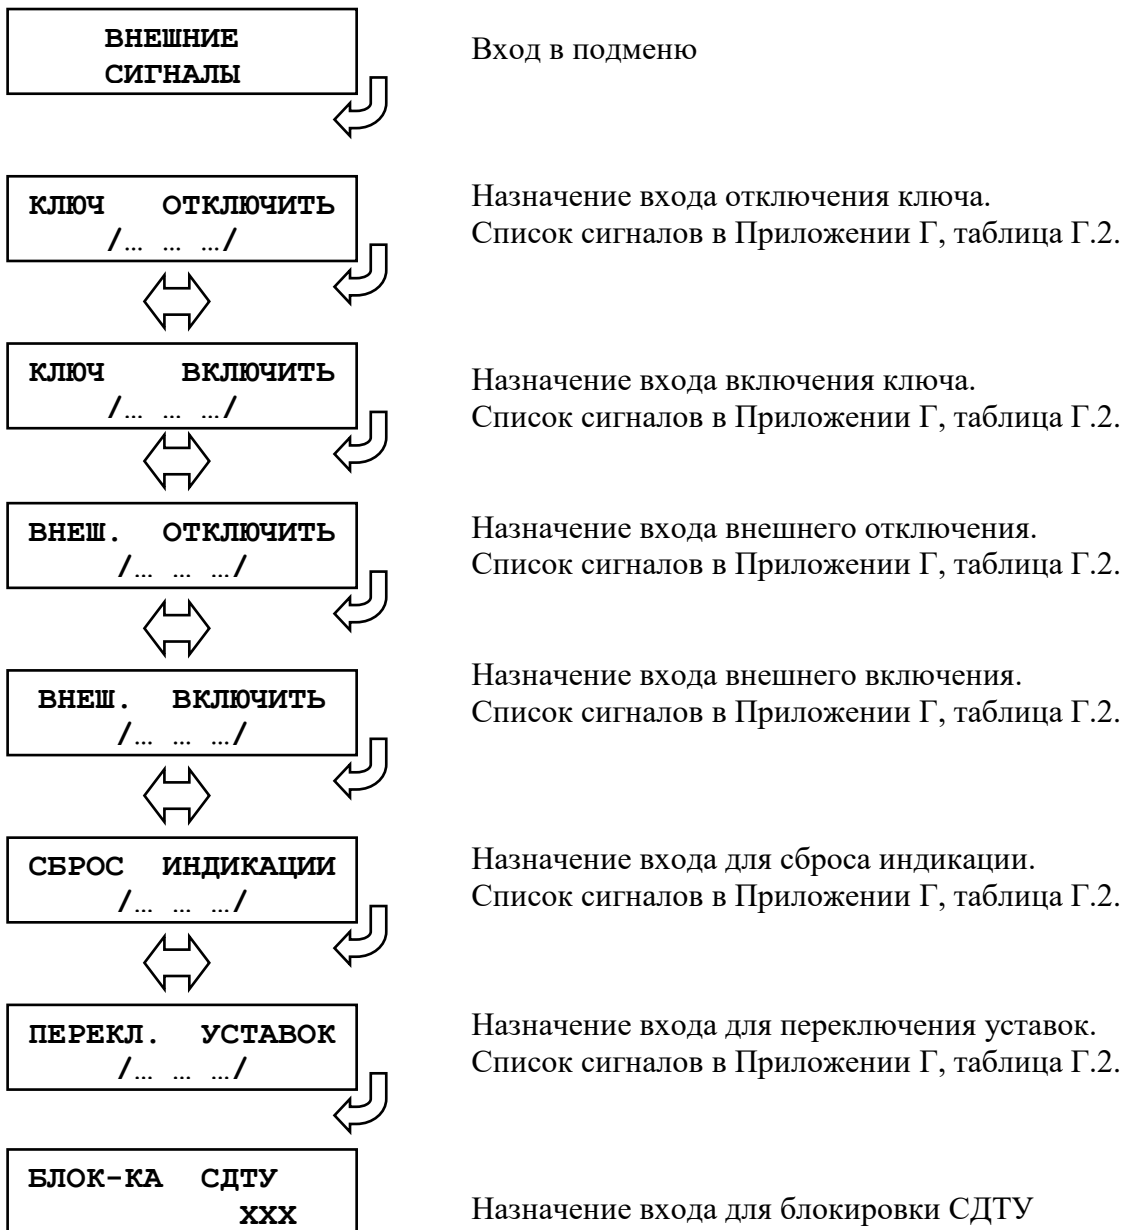 ВНЕШНИЕ
СИГНАЛЫ
Вход в подменю
КЛЮЧ ОТКЛЮЧИТЬ
/… … …/
Назначение входа отключения ключа.
Список сигналов в Приложении Г, таблица Г.2.
КЛЮЧ ВКЛЮЧИТЬ
/… … …/
Назначение входа включения ключа.
Список сигналов в Приложении Г, таблица Г.2.
ВНЕШ. ОТКЛЮЧИТЬ
/… … …/
Назначение входа внешнего отключения.
Список сигналов в Приложении Г, таблица Г.2.
ВНЕШ. ВКЛЮЧИТЬ
/… … …/
Назначение входа внешнего включения.
Список сигналов в Приложении Г, таблица Г.2.
СБРОС ИНДИКАЦИИ
/… … …/
Назначение входа для сброса индикации.
Список сигналов в Приложении Г, таблица Г.2.
ПЕРЕКЛ. УСТАВОК
/… … …/
Назначение входа для переключения уставок.
Список сигналов в Приложении Г, таблица Г.2.
БЛОК-КА СДТУ
XXX
Назначение входа для блокировки СДТУ